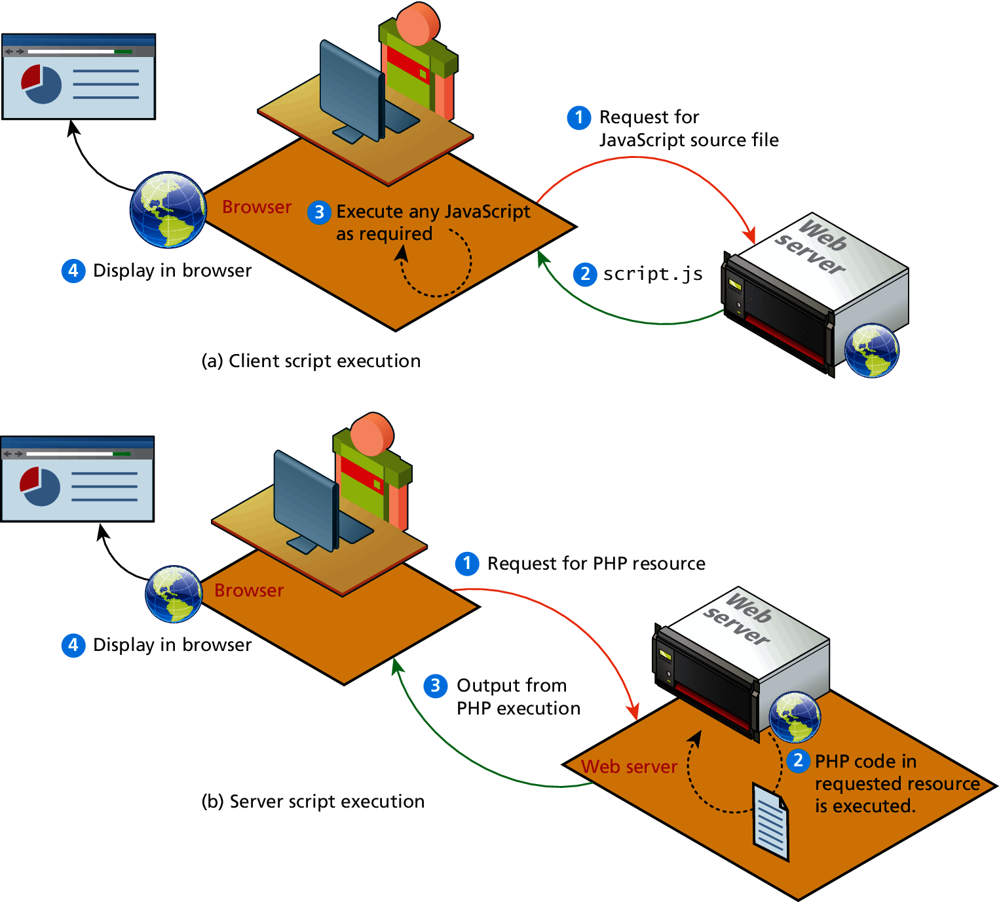 1 Request for
JavaScript source file
Web
server
Browser
3 Execute any JavaScript
as required
2 script.js
4 Display in browser
(a) Client script execution
1 Request for PHP resource
Web
server
Browser
4 Display in browser
3 Output from
PHP execution
Web server
2 PHP code in
requested resource
is executed.
(b) Server script execution